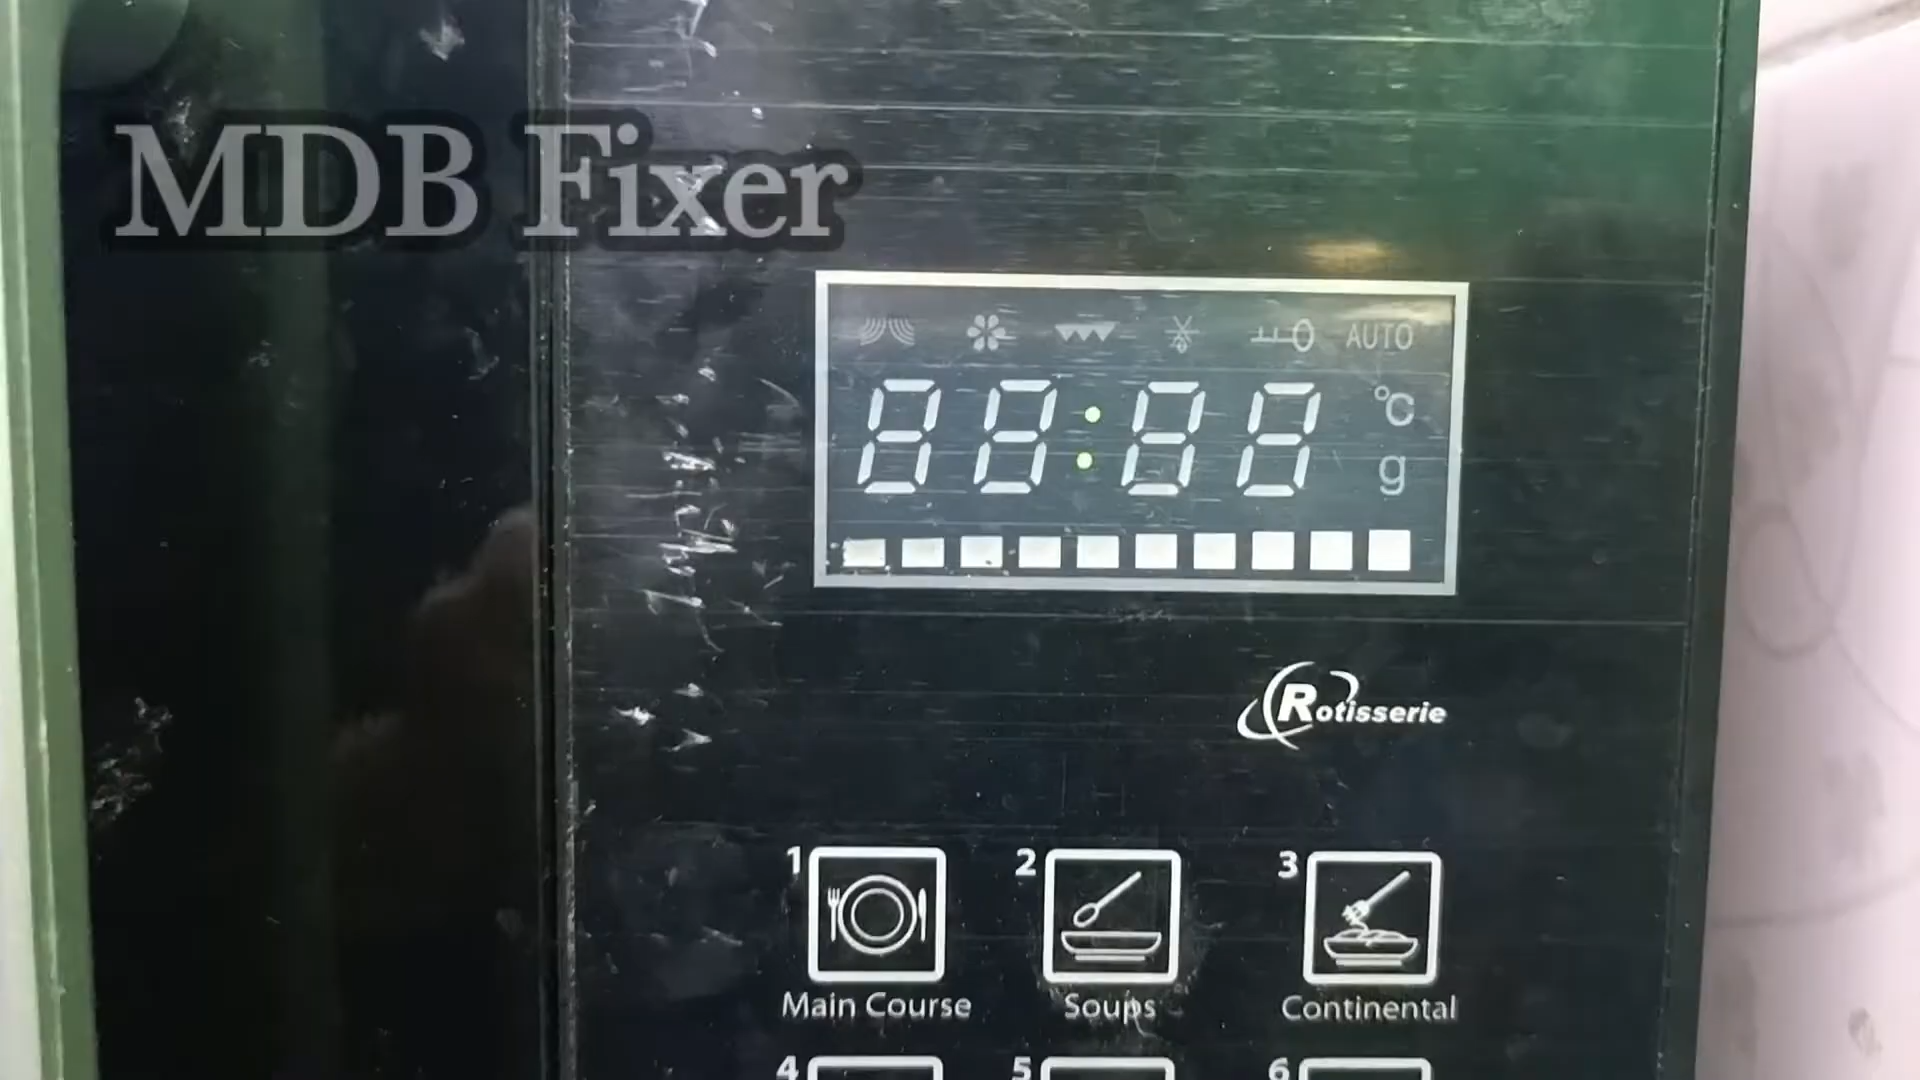 MDB Fixer
AUTO
88:88 °C
g
Rotisserie
1 2 3
Main Course Soups Continental
4 5 6